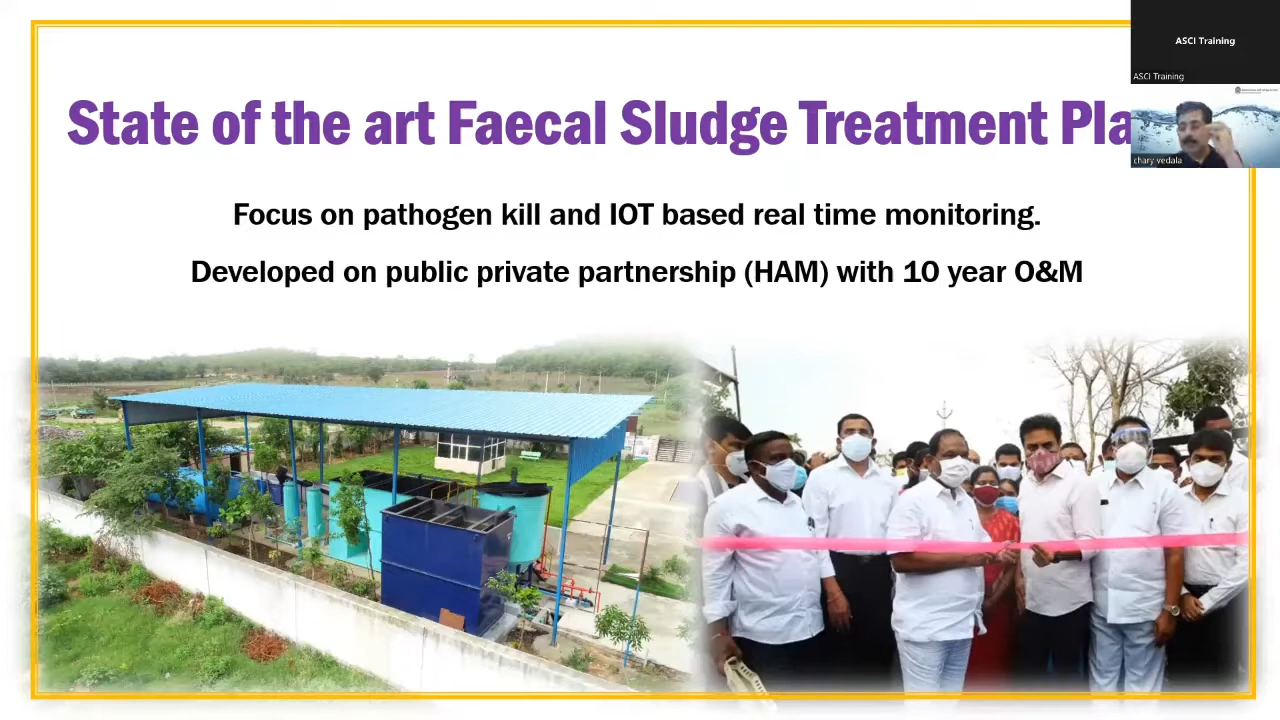 ASCI Training
ASCI Training
State of the art Faecal Sludge Treatment Pla
chary vedala
Focus on pathogen kill and IOT based real time monitoring.
Developed on public private partnership (HAM) with 10 year O&M